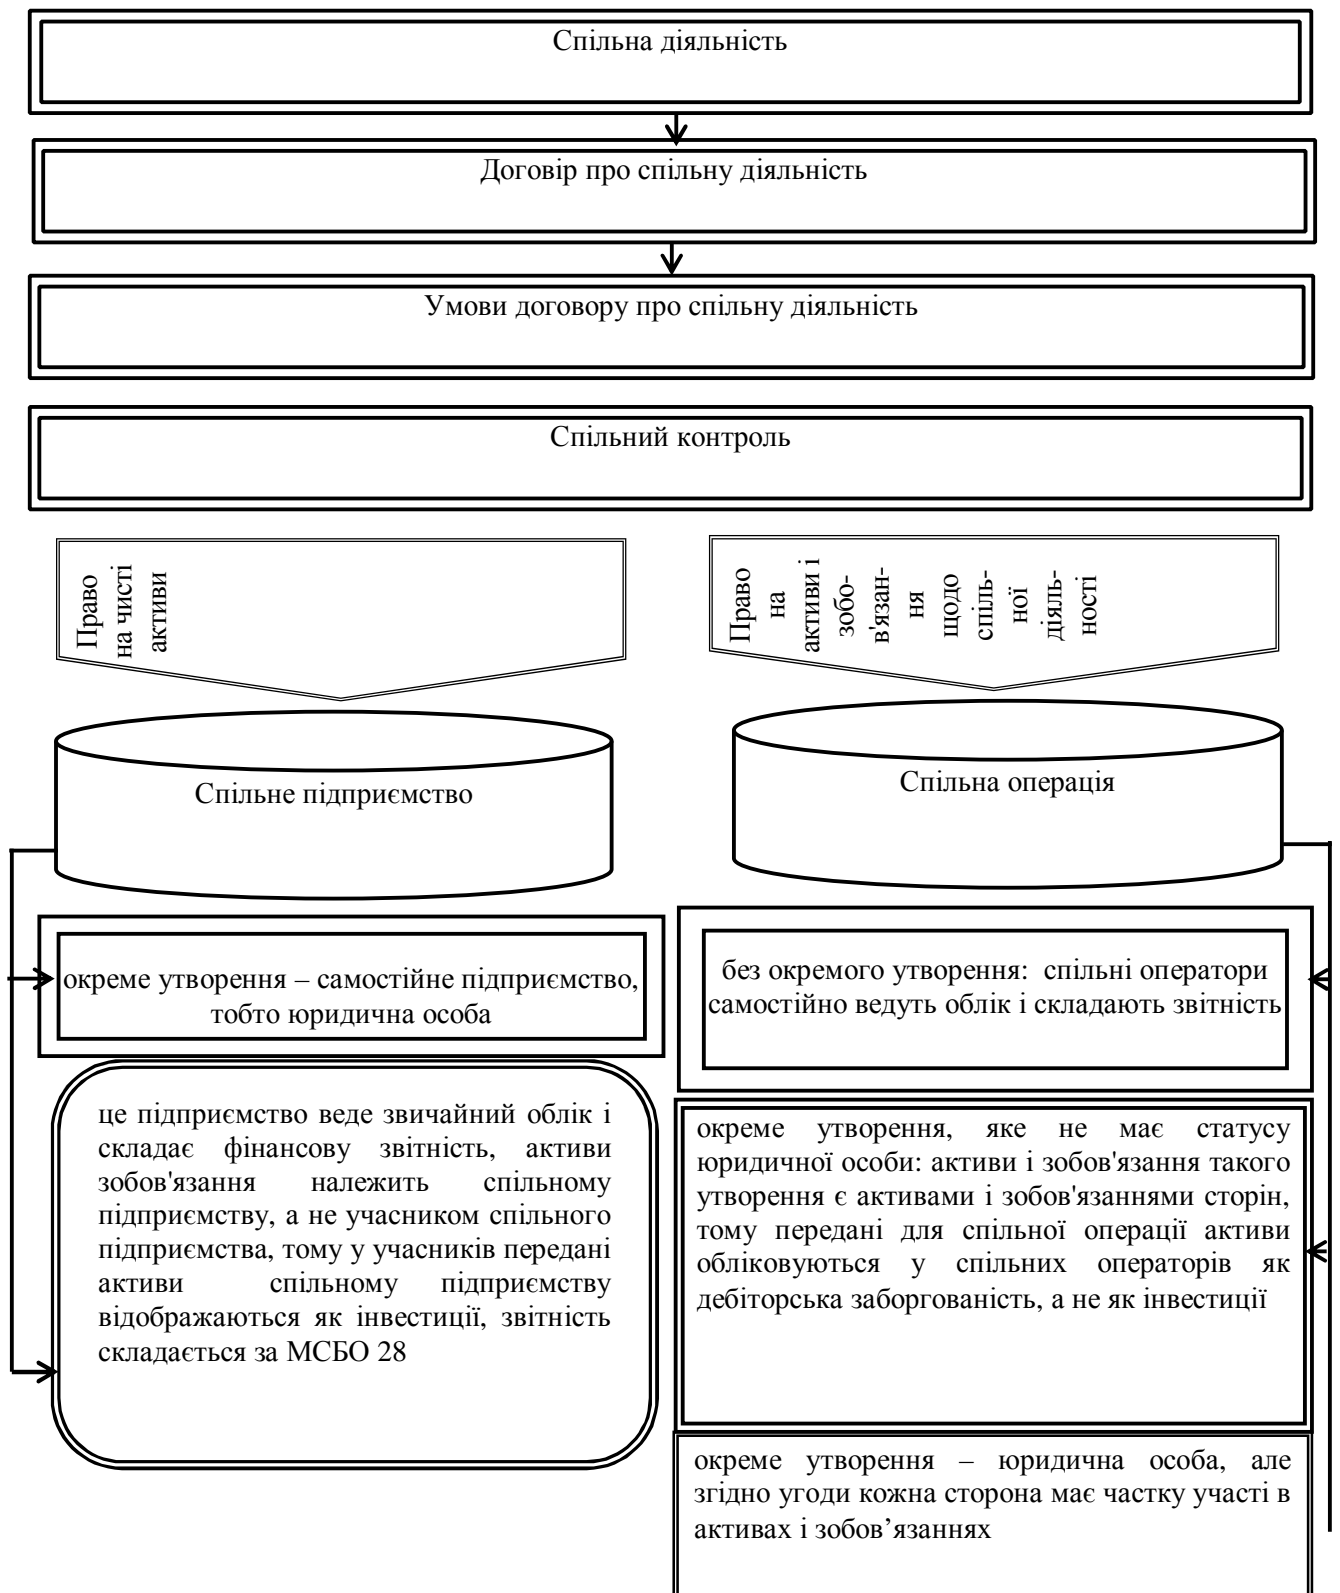 Спільна діяльність
Договір про спільну діяльність
Умови договору про спільну діяльність
Спільний контроль
Право
на чисті
активи
Право
на
активи і
зобо-
в'язан-
ня
щодо
спіль-
ної
діяль-
ності
Спільне підприємство
Спільна операція
окреме утворення – самостійне підприємство,
тобто юридична особа
без окремого утворення: спільні оператори
самостійно ведуть облік і складають звітність
це підприємство веде звичайний облік і
складає фінансову звітність, активи
зобов'язання належить спільному
підприємству, а не учасником спільного
підприємства, тому у учасників передані
активи спільному підприємству
відображаються як інвестиції, звітність
складається за МСБО 28
окреме утворення, яке не має статусу
юридичної особи: активи і зобов'язання такого
утворення є активами і зобов'язаннями сторін,
тому передані для спільної операції активи
обліковуються у спільних операторів як
дебіторська заборгованість, а не як інвестиції
окреме утворення – юридична особа, але
згідно угоди кожна сторона має частку участі в
активах і зобов’язаннях